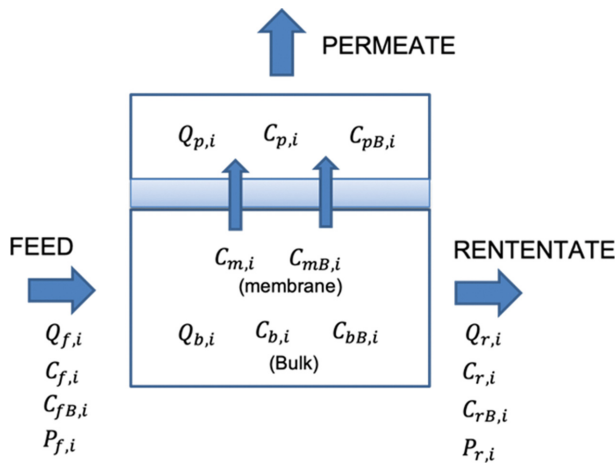 PERMEATE
Q_{p,i} C_{p,i} C_{pB,i}
FEED
C_{m,i} C_{mB,i}
(membrane)
RENTENTATE
Q_{b,i} C_{b,i} C_{bB,i}
(Bulk)
Q_{f,i}
C_{f,i}
C_{fB,i}
P_{f,i}
Q_{r,i}
C_{r,i}
C_{rB,i}
P_{r,i}